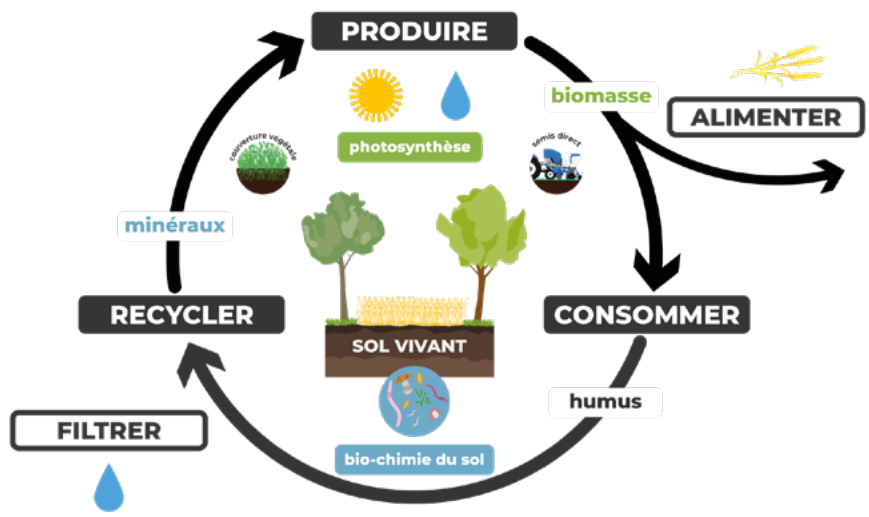 PRODUIRE
biomasse
ALIMENTER
photosynthèse
couverture végétale
semis direct
minéraux
RECYCLER
CONSOMMER
SOL VIVANT
humus
FILTRER
bio-chimie du sol